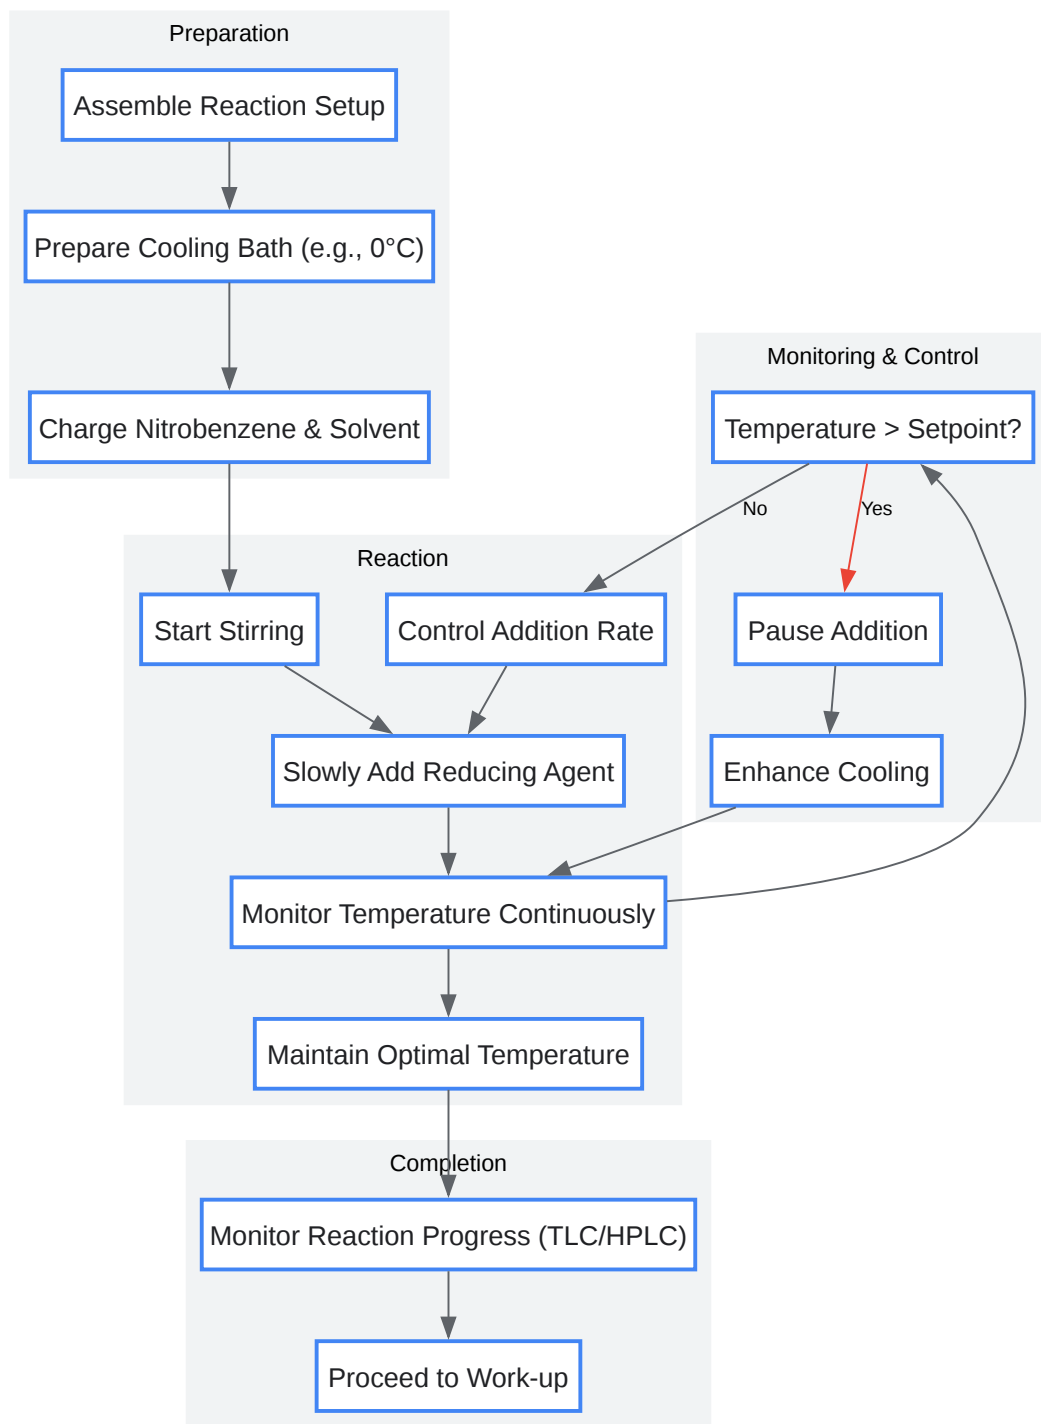 Preparation
Assemble Reaction Setup
Prepare Cooling Bath (e.g., 0°C)
Charge Nitrobenzene & Solvent
Monitoring & Control
Temperature > Setpoint?
No
Yes
Reaction
Start Stirring
Control Addition Rate
Pause Addition
Slowly Add Reducing Agent
Enhance Cooling
Monitor Temperature Continuously
Maintain Optimal Temperature
Completion
Monitor Reaction Progress (TLC/HPLC)
Proceed to Work-up